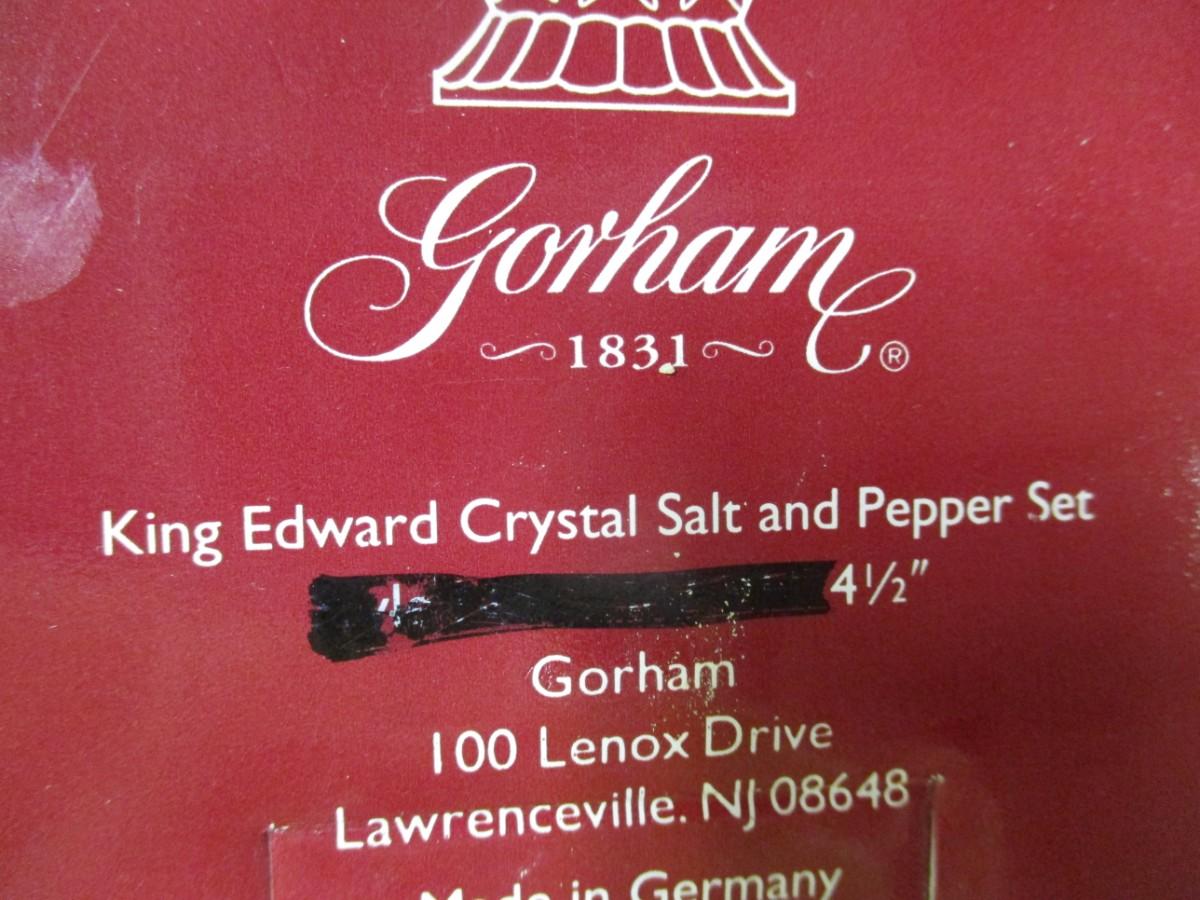 Gorham
1831
®
King Edward Crystal Salt and Pepper Set
4½"
Gorham
100 Lenox Drive
Lawrenceville. NJ 08648
Made in Germany